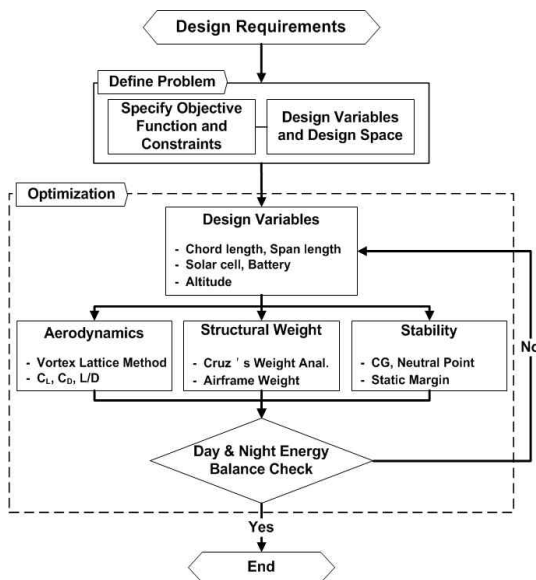 Design Requirements
Define Problem
Specify Objective
Function and
Constraints
Design Variables
and Design Space
Optimization
Design Variables
- Chord length, Span length
- Solar cell, Battery
- Altitude
Aerodynamics
- Vortex Lattice Method
- CL, CD, L/D
Structural Weight
- Cruz ' s Weight Anal.
- Airframe Weight
Stability
- CG, Neutral Point
- Static Margin
No
Day & Night Energy
Balance Check
Yes
End